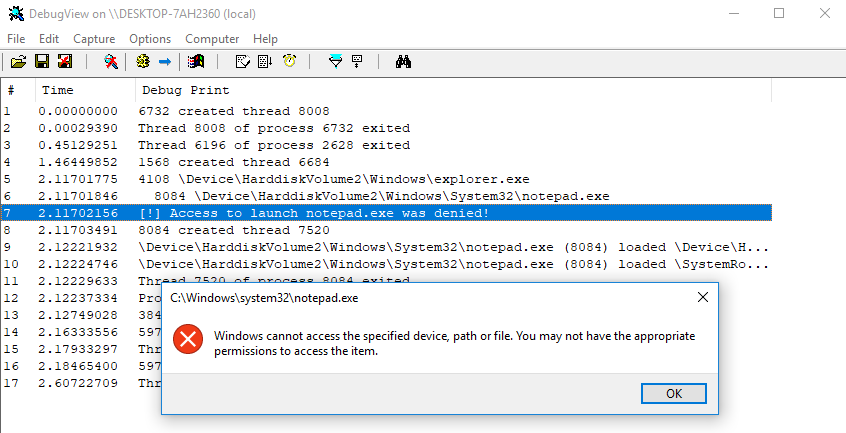 DebugView on \\DESKTOP-7AH2360 (local)
File Edit Capture Options Computer Help
# Time Debug Print
1 0.00000000 6732 created thread 8008
2 0.00029390 Thread 8008 of process 6732 exited
3 0.45129251 Thread 6196 of process 2628 exited
4 1.46449852 1568 created thread 6684
5 2.11701775 4108 \Device\HarddiskVolume2\Windows\explorer.exe
6 2.11701846 8084 \Device\HarddiskVolume2\Windows\System32\notepad.exe
7 2.11702156 [!] Access to launch notepad.exe was denied!
8 2.11703491 8084 created thread 7520
9 2.12221932 \Device\HarddiskVolume2\Windows\System32\notepad.exe (8084) loaded \Device\H...
10 2.12224746 \Device\HarddiskVolume2\Windows\System32\notepad.exe (8084) loaded \SystemRo...
11 2.12229633 Thread 7520 of process 8084 exited
12 2.12237334 Pro
13 2.12749028 384
14 2.16333556 597
15 2.17933297 Thr
16 2.18465400 597
17 2.60722709 Thr
C:\Windows\system32\notepad.exe
Windows cannot access the specified device, path or file. You may not have the appropriate
permissions to access the item.
OK